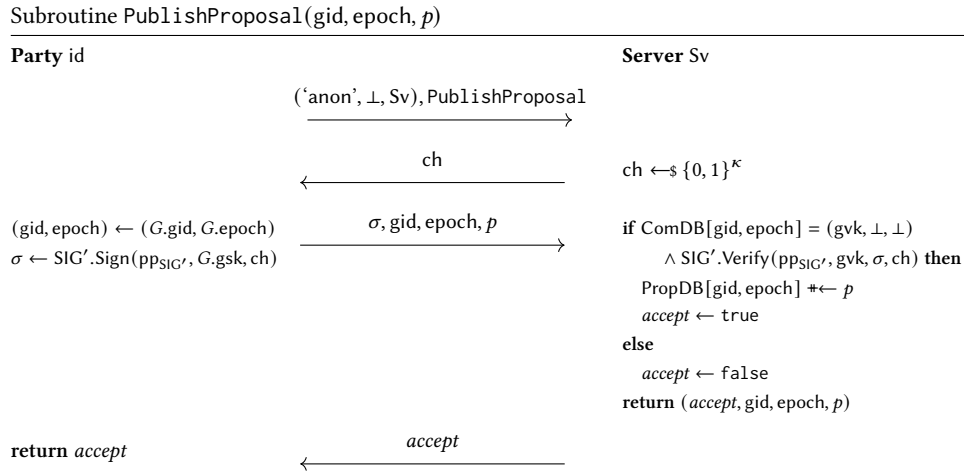 Subroutine PublishProposal(gid, epoch, p)
Party id Server Sv
(‘anon’, ⊥, Sv), PublishProposal
ch
ch ←$ {0, 1}^κ
(gid, epoch) ← (G.gid, G.epoch) σ, gid, epoch, p if ComDB[gid, epoch] = (gvk, ⊥, ⊥)
σ ← SIG′.Sign(pp_SIG′, G.gsk, ch) ∧ SIG′.Verify(pp_SIG′, gvk, σ, ch) then
PropDB[gid, epoch] +← p
accept ← true
else
accept ← false
return (accept, gid, epoch, p)
return accept accept